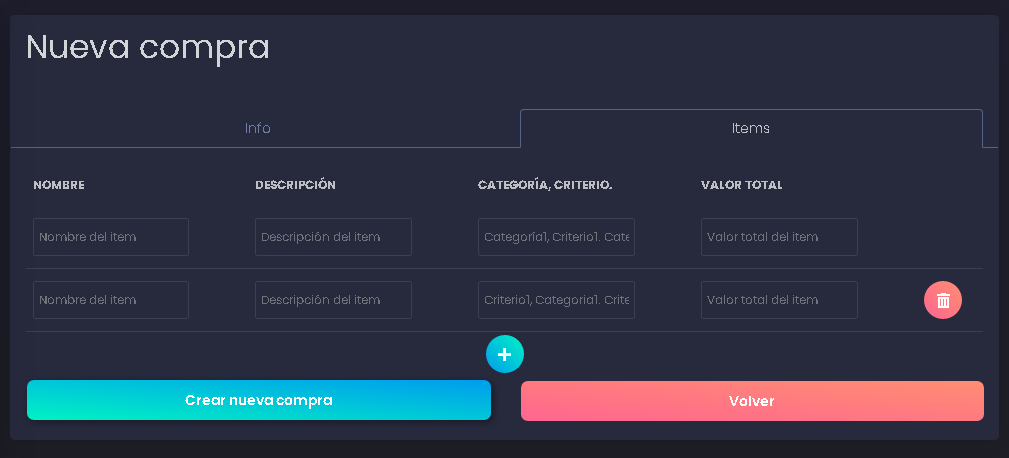 Nueva compra
Info Items
NOMBRE DESCRIPCIÓN CATEGORÍA, CRITERIO. VALOR TOTAL
Nombre del item Descripción del item Categoría1, Criterio1. Cate Valor total del item
Nombre del item Descripción del item Criterio1, Categoria1. Crite Valor total del item
Crear nueva compra Volver